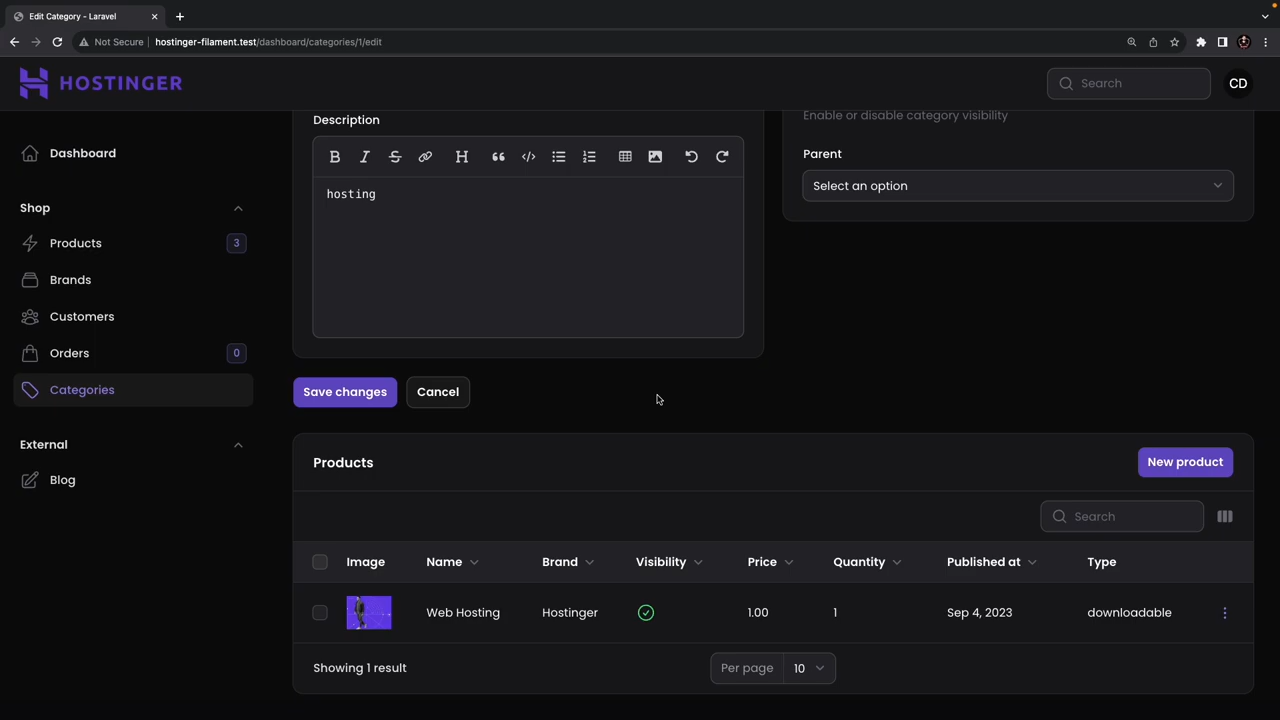 Edit Category - Laravel
Not Secure hostinger-filament.test/dashboard/categories/1/edit
HOSTINGER
Search
CD
Dashboard
Shop
Products 3
Brands
Customers
Orders 0
Categories
External
Blog
Description
hosting
Enable or disable category visibility
Parent
Select an option
Save changes Cancel
Products
New product
Search
Image Name Brand Visibility Price Quantity Published at Type
Web Hosting Hostinger 1.00 1 Sep 4, 2023 downloadable
Showing 1 result
Per page 10